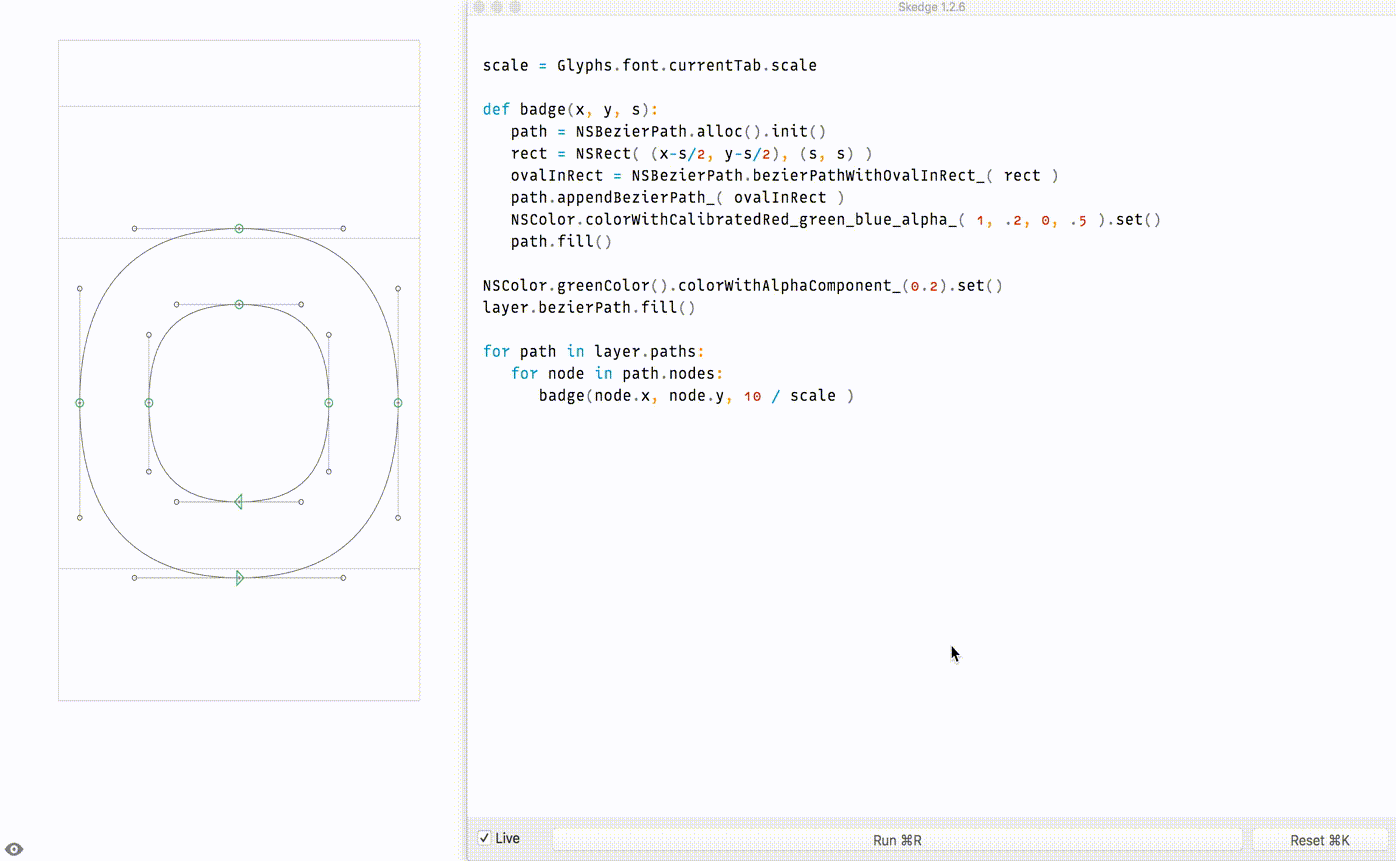 Skedge 1.2.6
scale = Glyphs.font.currentTab.scale
def badge(x, y, s):
path = NSBezierPath.alloc().init()
rect = NSRect( (x-s/2, y-s/2), (s, s) )
ovalInRect = NSBezierPath.bezierPathWithOvalInRect_( rect )
path.appendBezierPath_( ovalInRect )
NSColor.colorWithCalibratedRed_green_blue_alpha_( 1, .2, 0, .5 ).set()
path.fill()
NSColor.greenColor().colorWithAlphaComponent_(0.2).set()
layer.bezierPath.fill()
for path in layer.paths:
for node in path.nodes:
badge(node.x, node.y, 10 / scale )
Live
Run ⌘R
Reset ⌘K